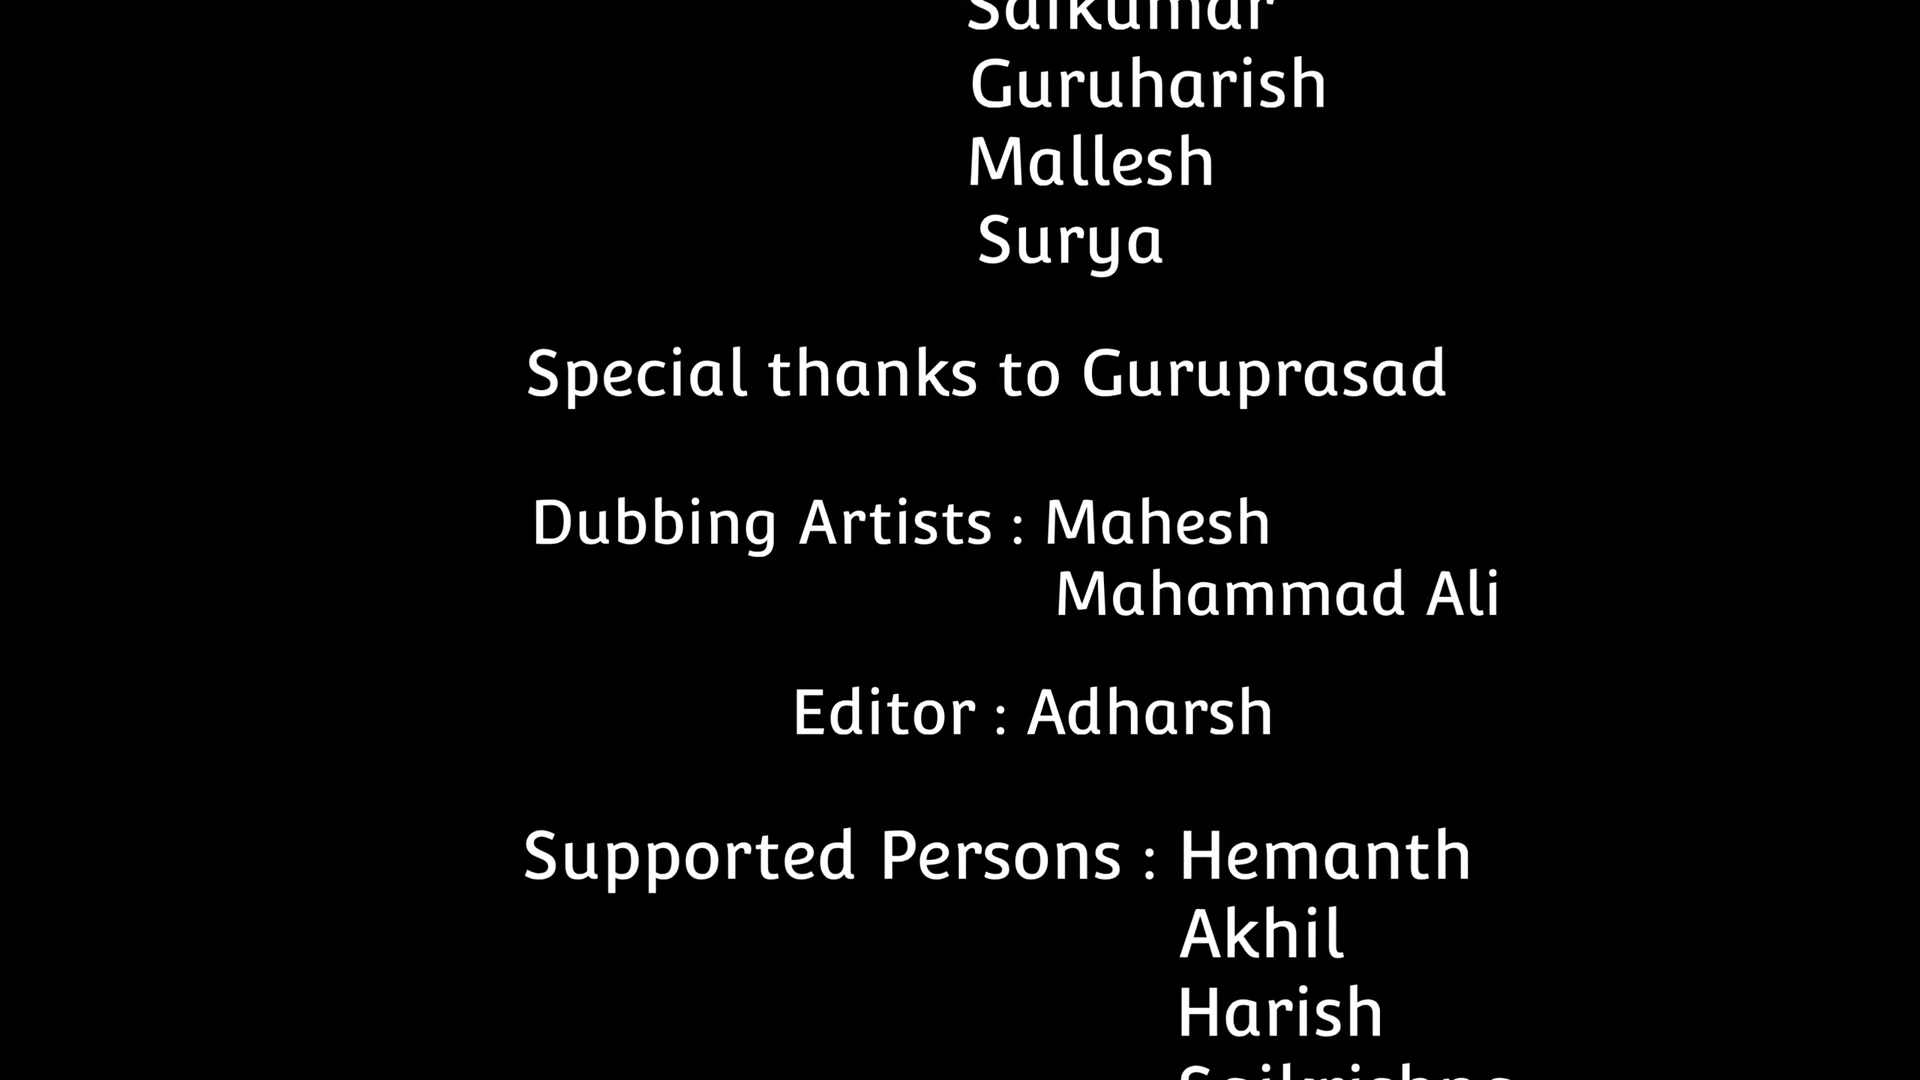 Saikumar
Guruharish
Mallesh
Surya
Special thanks to Guruprasad
Dubbing Artists : Mahesh
Mahammad Ali
Editor : Adharsh
Supported Persons : Hemanth
Akhil
Harish